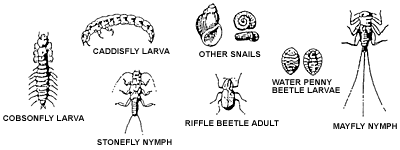 CADDISFLY LARVA
OTHER SNAILS
WATER PENNY
BEETLE LARVAE
COBSONFLY LARVA
RIFFLE BEETLE ADULT
MAYFLY NYMPH
STONEFLY NYMPH